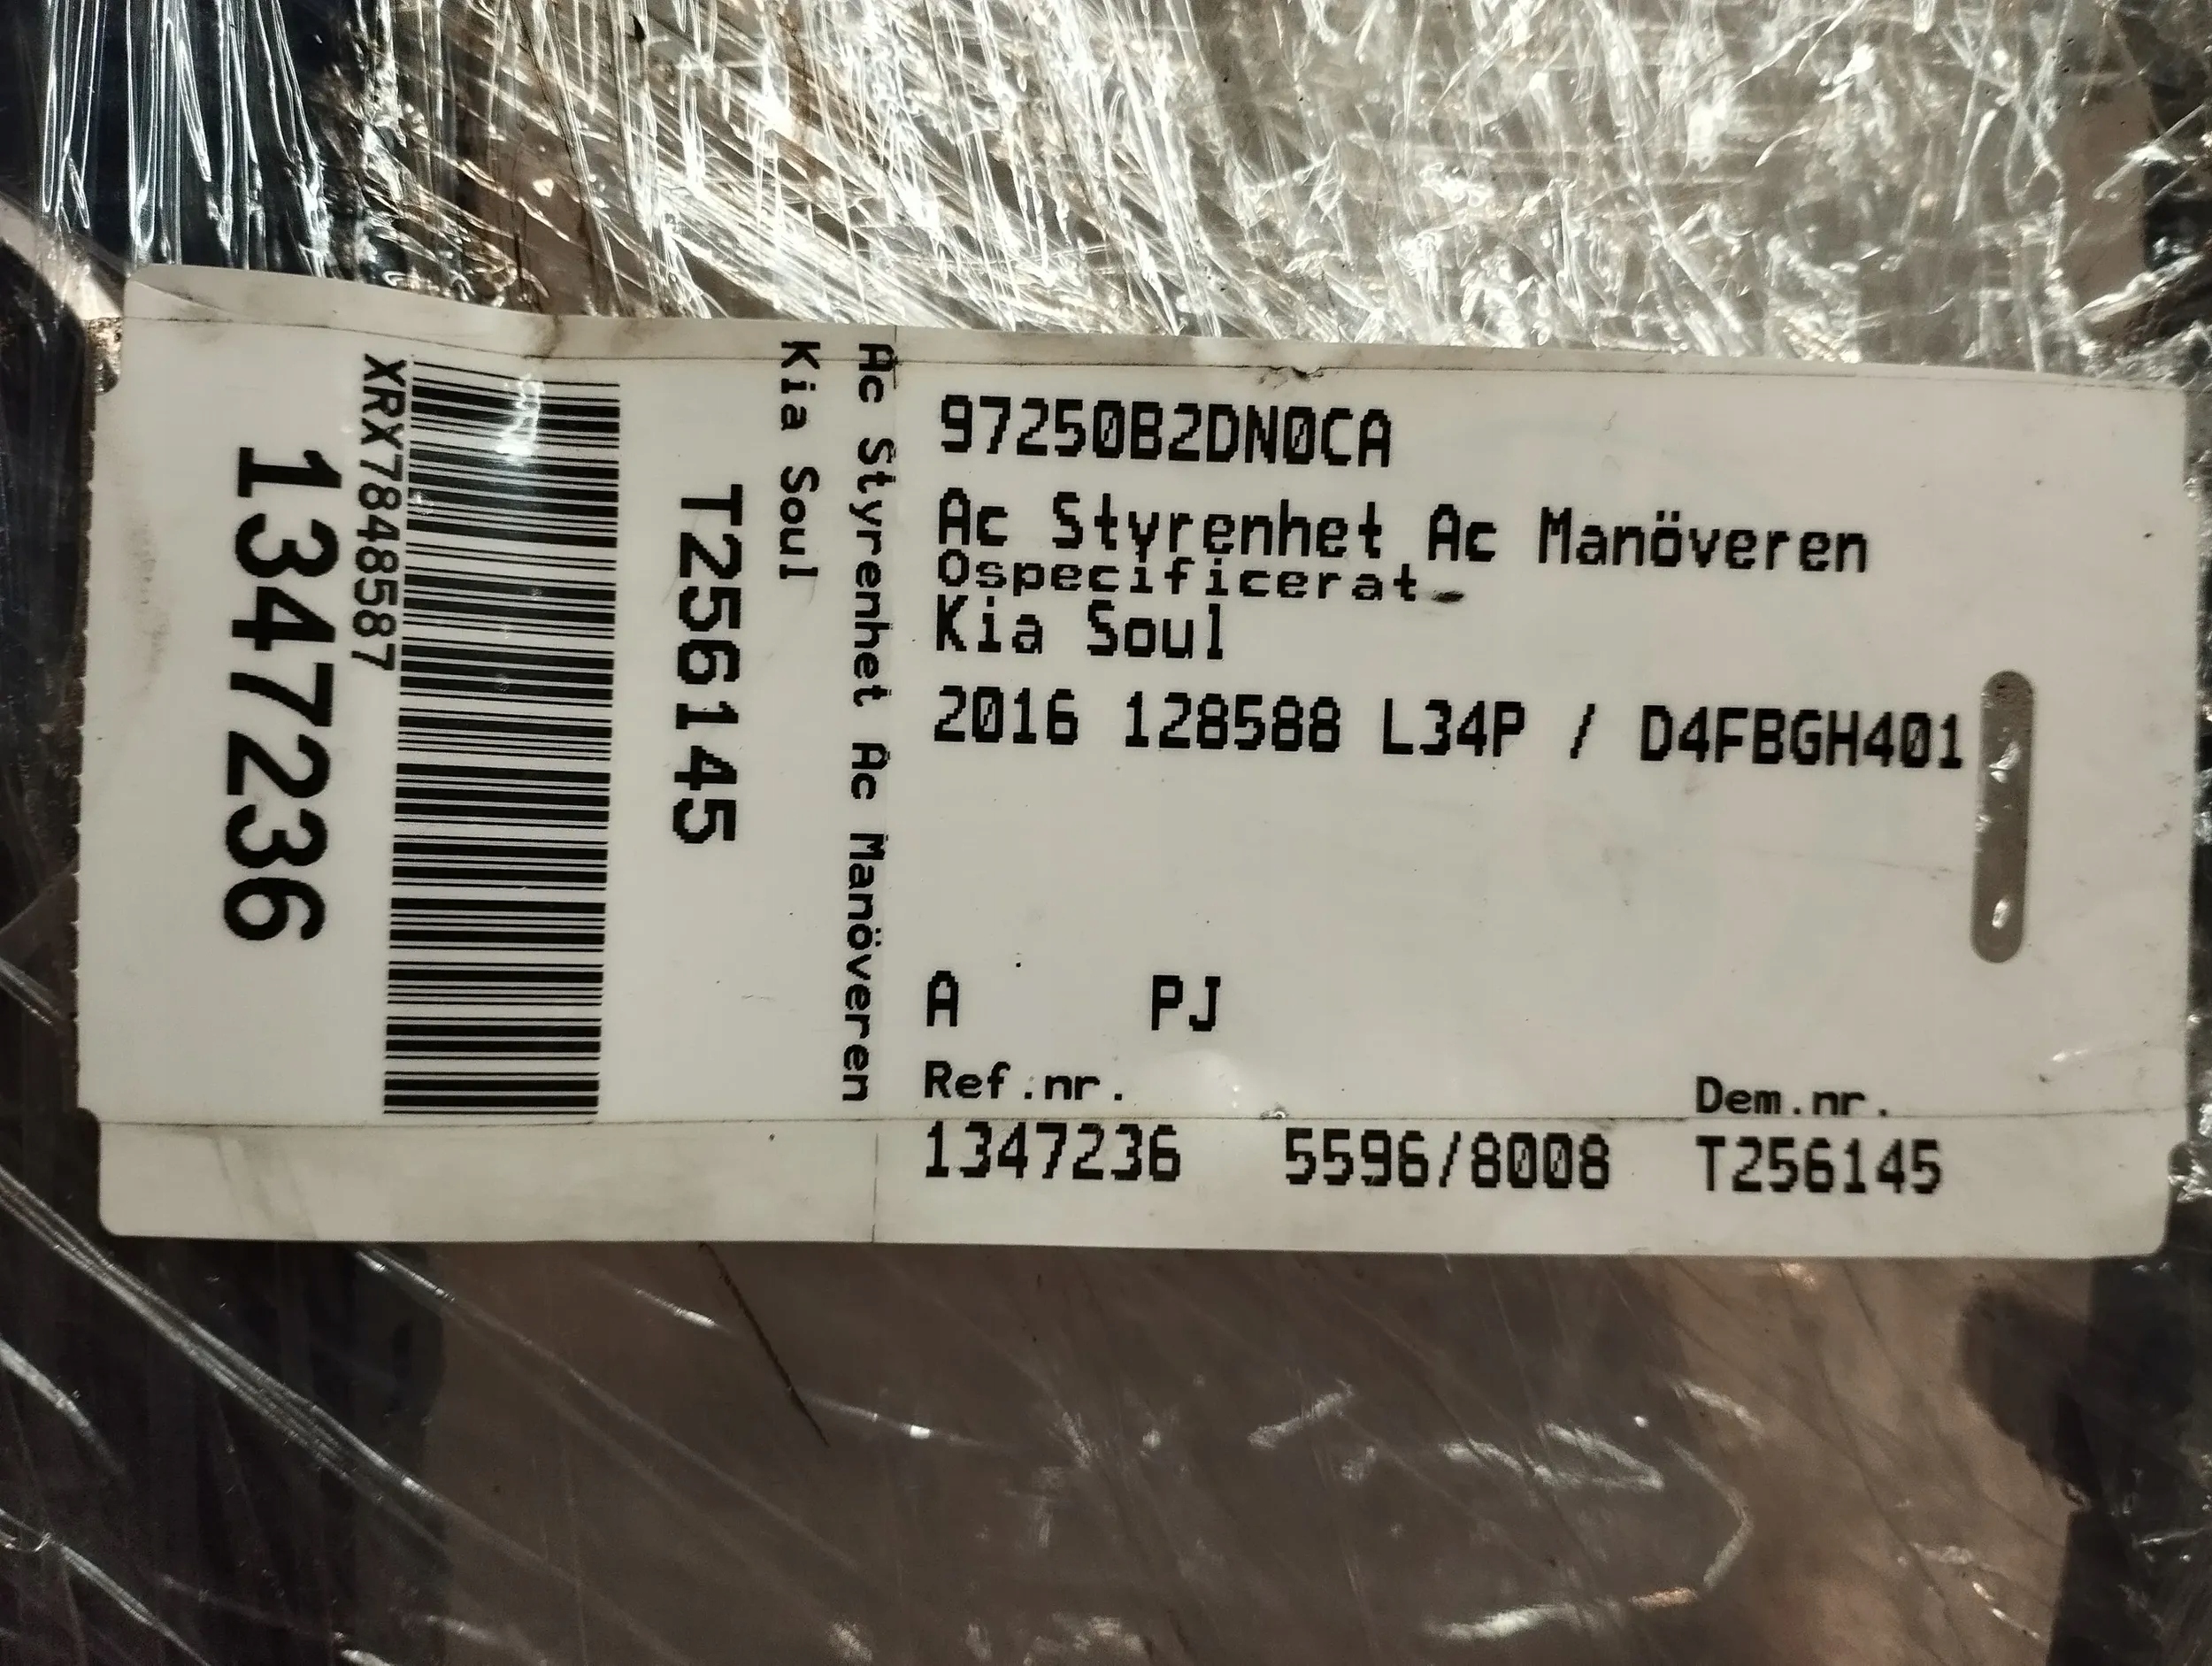 97250B2DN0CA
Ac Styrenhet Ac Manöveren
Ospecificerat
Kia Soul
2016 128588 L34P / D4FBGH401
A PJ
Ref.nr. Dem.nr.
1347236 5596/8008 T256145
Ac Styrenhet Ac Manöveren
Kia Soul
T256145
XRX7848587
1347236